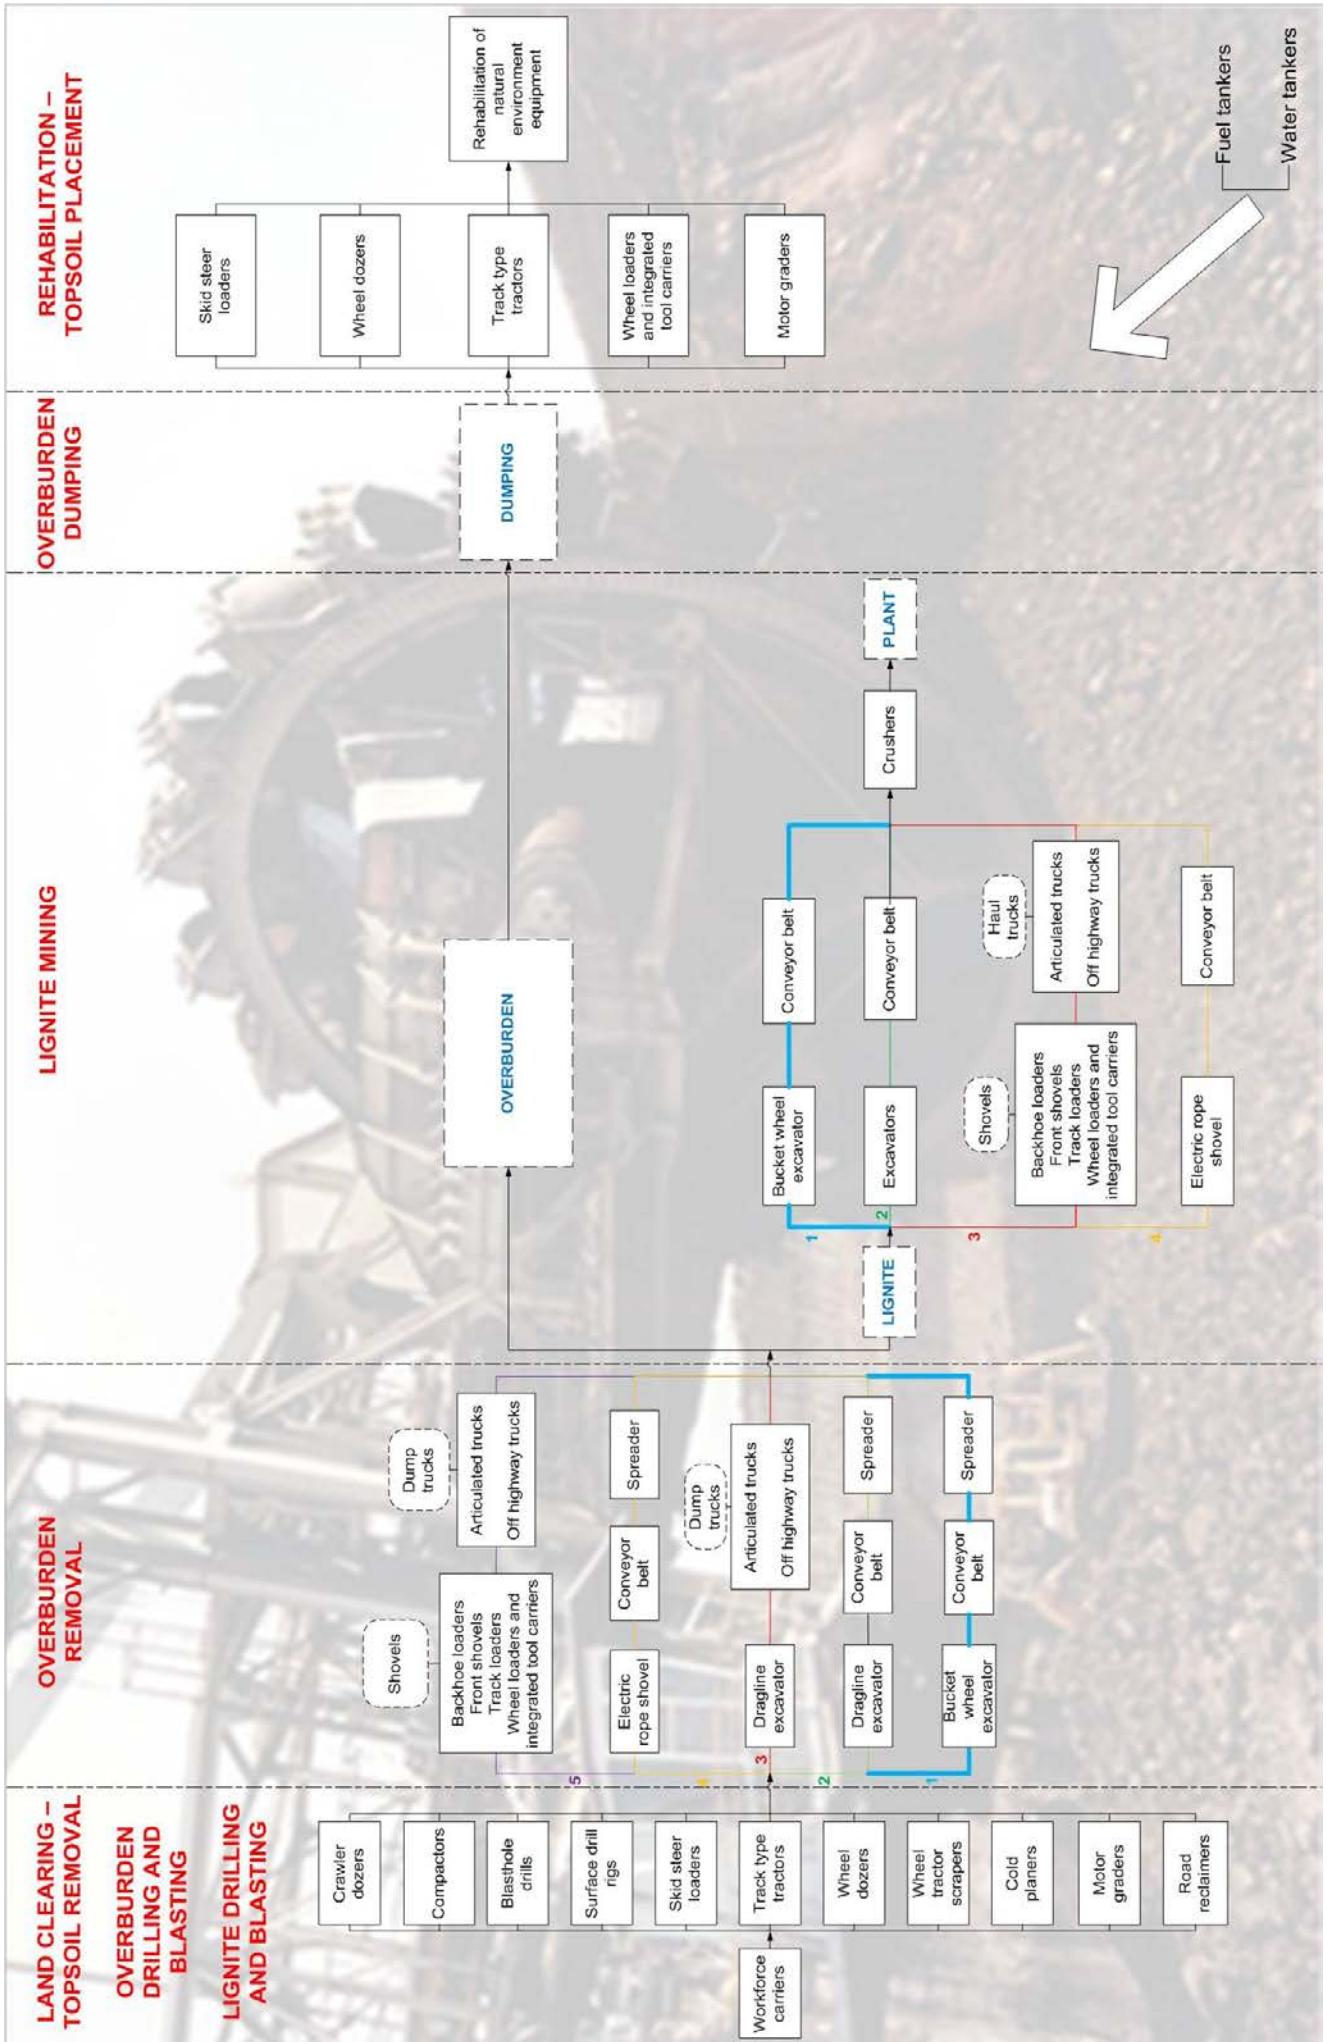 LAND CLEARING –
TOPSOIL REMOVAL
OVERBURDEN
DRILLING AND
BLASTING
LIGNITE DRILLING
AND BLASTING
OVERBURDEN
REMOVAL
LIGNITE MINING
OVERBURDEN
DUMPING
REHABILITATION –
TOPSOIL PLACEMENT
Workforce
carriers
Crawler
dozers
Compactors
Blasthole
drills
Surface drill
rigs
Skid steer
loaders
Track type
tractors
Wheel
dozers
Wheel
tractor
scrapers
Cold
planers
Motor
graders
Road
reclaimers
5
4
3
2
1
Shovels
Backhoe loaders
Front shovels
Track loaders
Wheel loaders and
integrated tool carriers
Dump
trucks
Articulated trucks
Off highway trucks
Electric
rope shovel
Conveyor
belt
Spreader
Dragline
excavator
Dump
trucks
Articulated trucks
Off highway trucks
Dragline
excavator
Conveyor
belt
Spreader
Bucket
wheel
excavator
Conveyor
belt
Spreader
OVERBURDEN
LIGNITE
1
2
3
4
Bucket wheel
excavator
Conveyor belt
Excavators
Conveyor belt
Shovels
Backhoe loaders
Front shovels
Track loaders
Wheel loaders and
integrated tool carriers
Haul
trucks
Articulated trucks
Off highway trucks
Electric rope
shovel
Conveyor belt
Crushers
PLANT
DUMPING
Skid steer
loaders
Wheel dozers
Track type
tractors
Wheel loaders
and integrated
tool carriers
Motor graders
Rehabilitation of
natural
environment
equipment
Fuel tankers
Water tankers